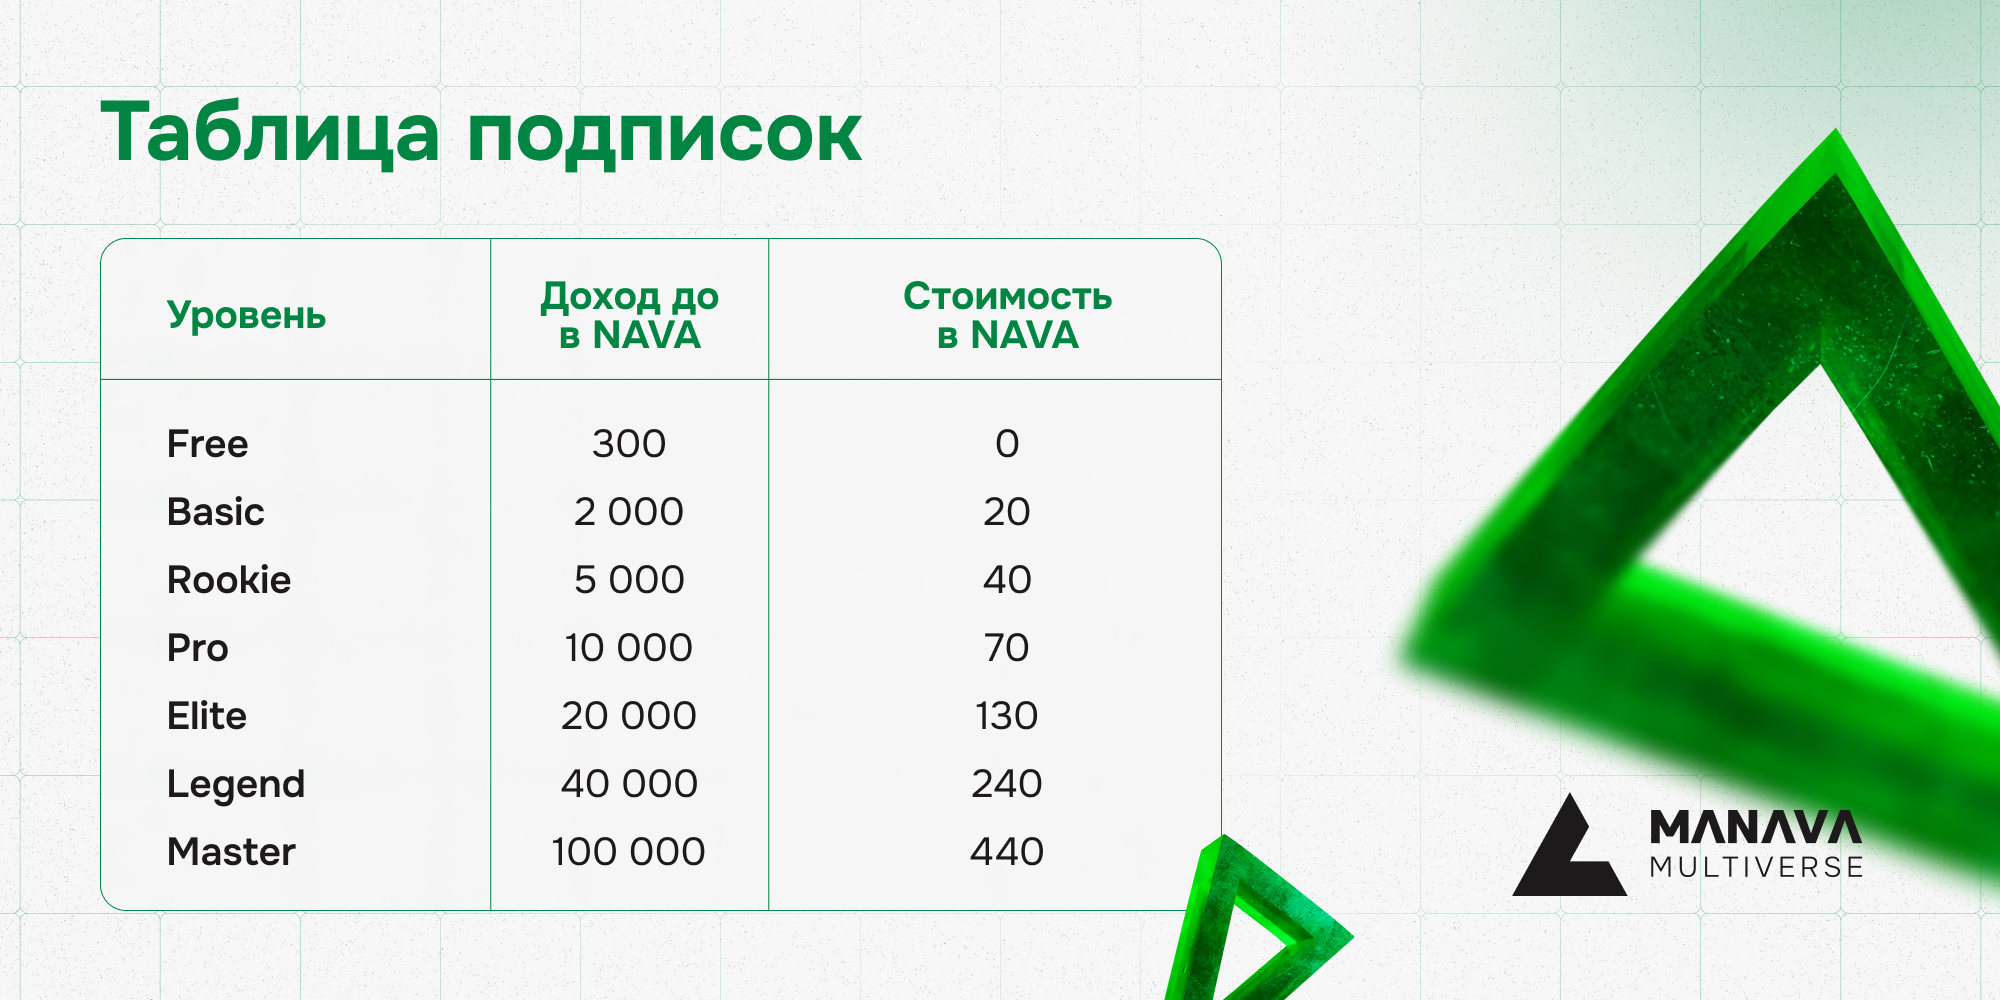 Таблица подписок
Уровень
Доход до
в NAVA
Стоимость
в NAVA
Free 300 0
Basic 2 000 20
Rookie 5 000 40
Pro 10 000 70
Elite 20 000 130
Legend 40 000 240
Master 100 000 440
MANAVA
MULTIVERSE